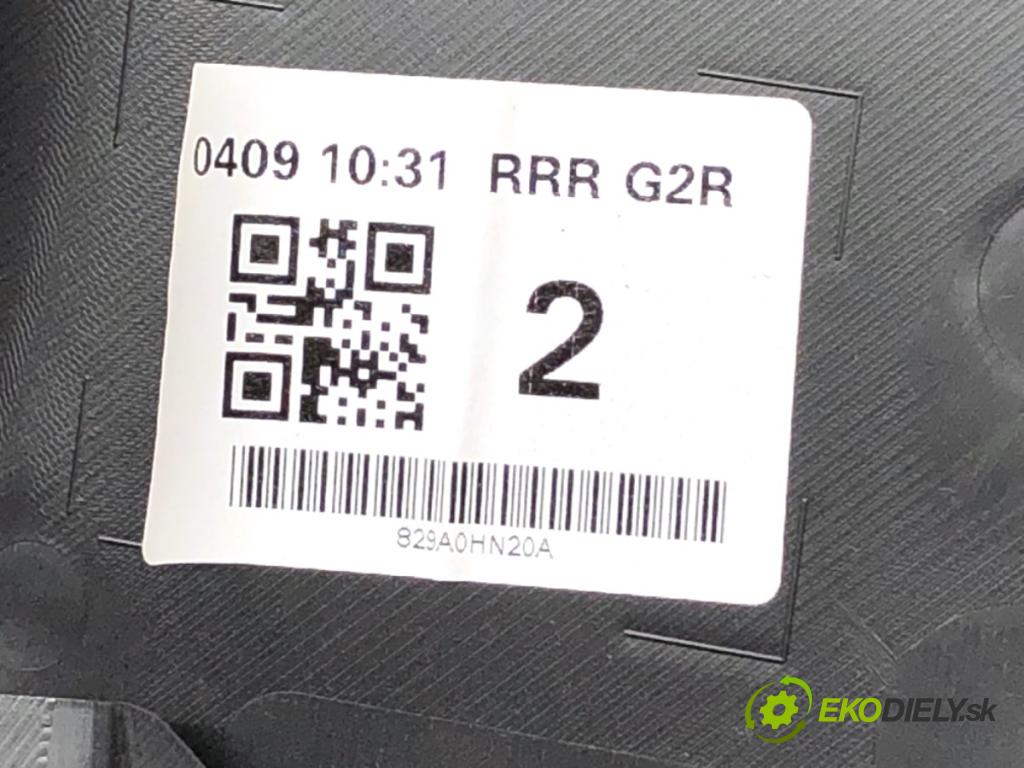 0409 10:31 RRR G2R
2
829A0HN20A
EKODIELY.sk